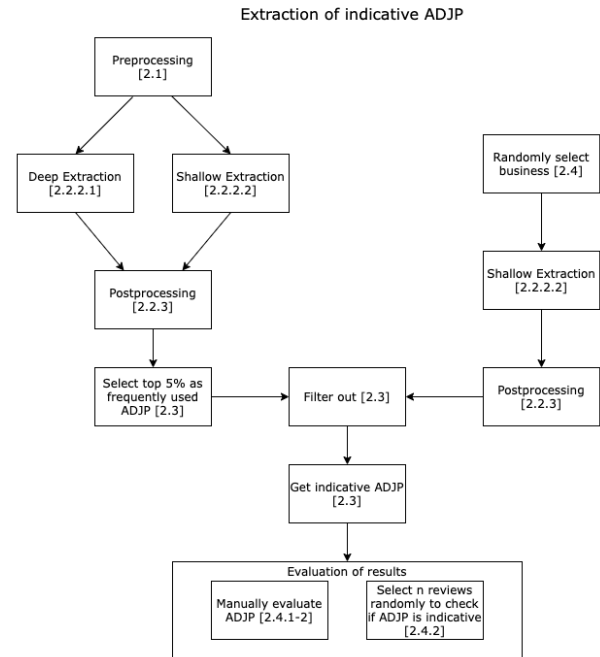 Extraction of indicative ADJP
Preprocessing
[2.1]
Deep Extraction
[2.2.2.1]
Shallow Extraction
[2.2.2.2]
Randomly select
business [2.4]
Postprocessing
[2.2.3]
Shallow Extraction
[2.2.2.2]
Select top 5% as
frequently used
ADJP [2.3]
Filter out [2.3]
Postprocessing
[2.2.3]
Get indicative ADJP
[2.3]
Evaluation of results
Manually evaluate
ADJP [2.4.1-2]
Select n reviews
randomly to check
if ADJP is indicative
[2.4.2]